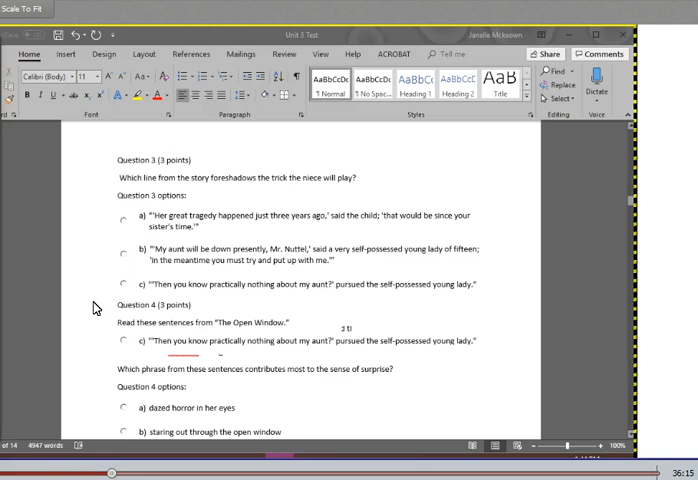 Scale To Fit
Unit 3 Test
Janelle Mckeown
Home Insert Draw Design Layout References Mailings Review View Help ACROBAT Tell me Share Comments
Calibri (Body) 11 A A Aa A
AaBbCcDc AaBbCcDc AaBbCc AaBbCcC AaB
Find
Replace
Select
B I U ab x₂ x² A A
¶ Normal ¶ No Spac... Heading 1 Heading 2 Title
Dictate
Font Paragraph Styles Editing Voice
Question 3 (3 points)
Which line from the story foreshadows the trick the niece will play?
Question 3 options:
a) "'Her great tragedy happened just three years ago,' said the child; 'that would be since your
sister's time.'"
b) "'My aunt will be down presently, Mr. Nuttel,' said a very self-possessed young lady of fifteen;
'in the meantime you must try and put up with me.'"
c) "'Then you know practically nothing about my aunt?' pursued the self-possessed young lady."
Question 4 (3 points)
Read these sentences from "The Open Window."
c) "'Then you know practically nothing about my aunt?' pursued the self-possessed young lady."
Which phrase from these sentences contributes most to the sense of surprise?
Question 4 options:
a) dazed horror in her eyes
b) staring out through the open window
of 14 4947 words 100%
36:15